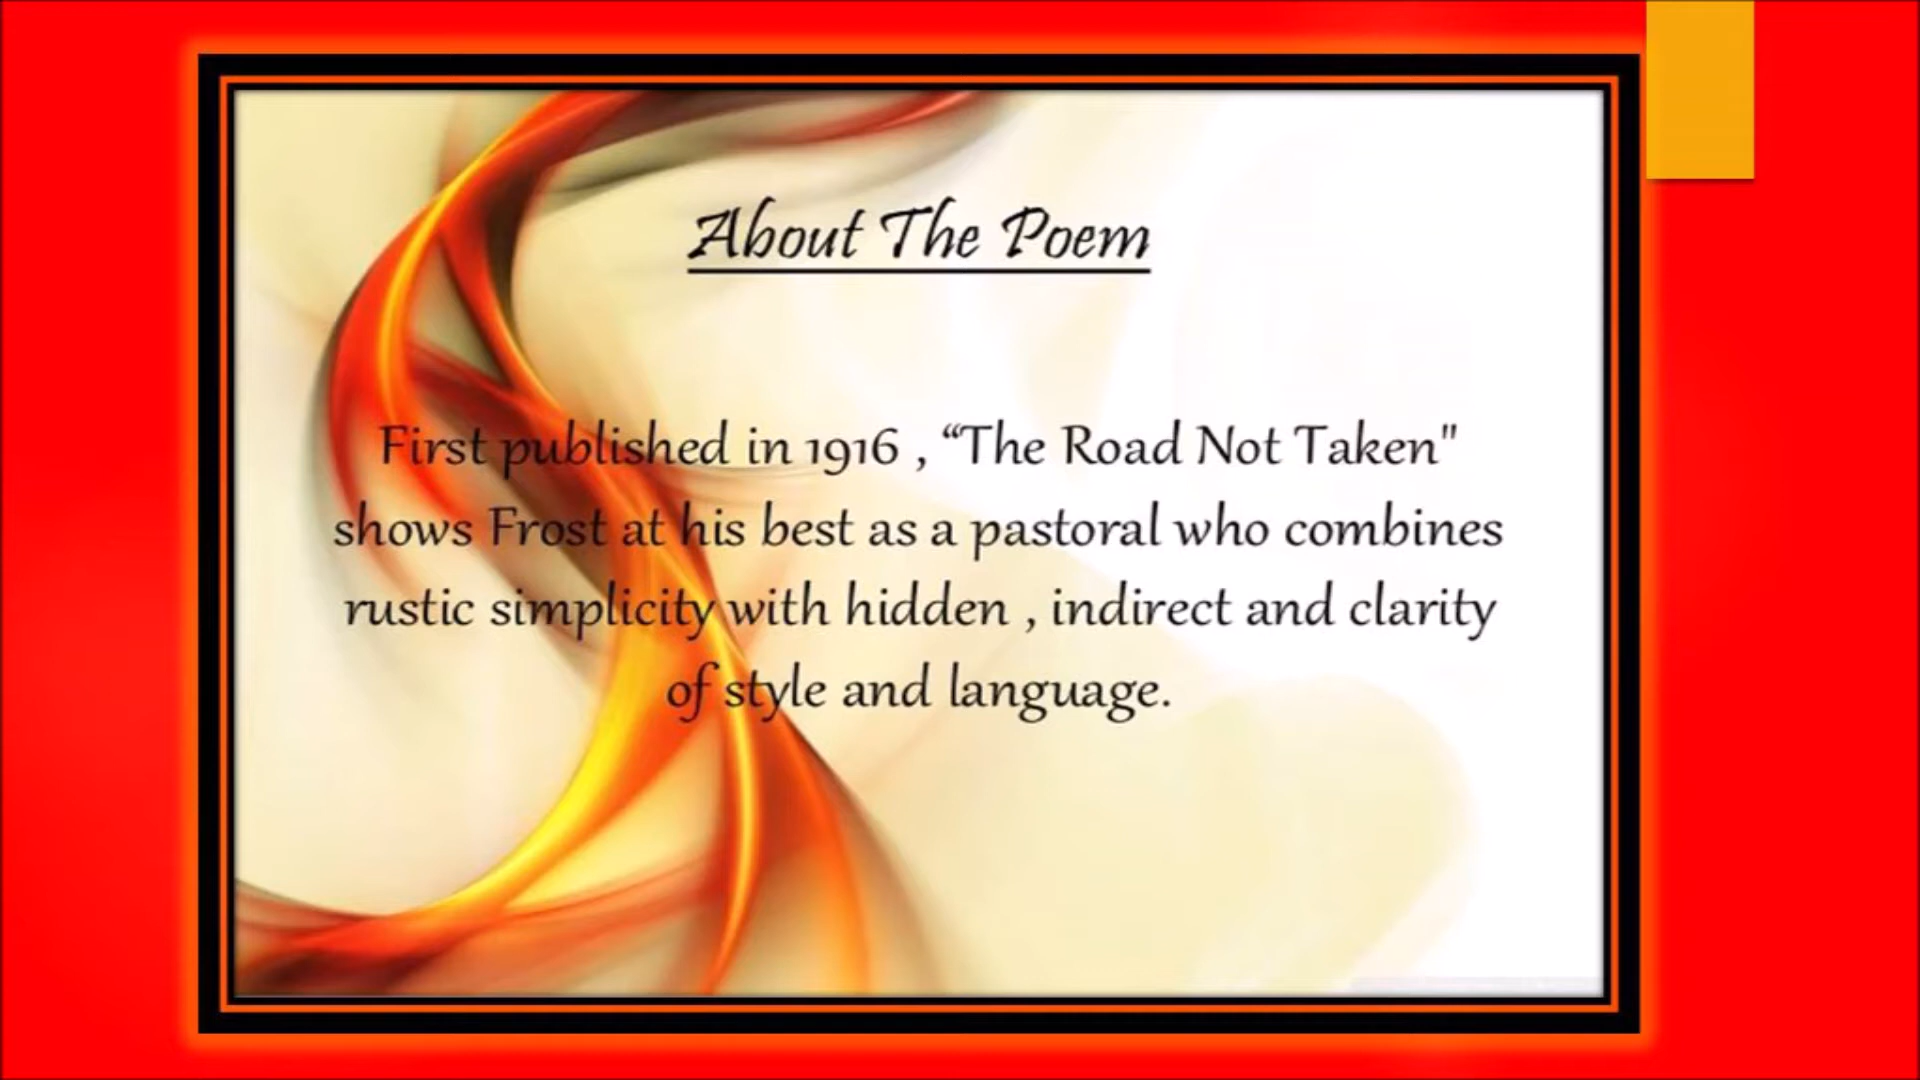 About The Poem
First published in 1916 , “The Road Not Taken"
shows Frost at his best as a pastoral who combines
rustic simplicity with hidden , indirect and clarity
of style and language.